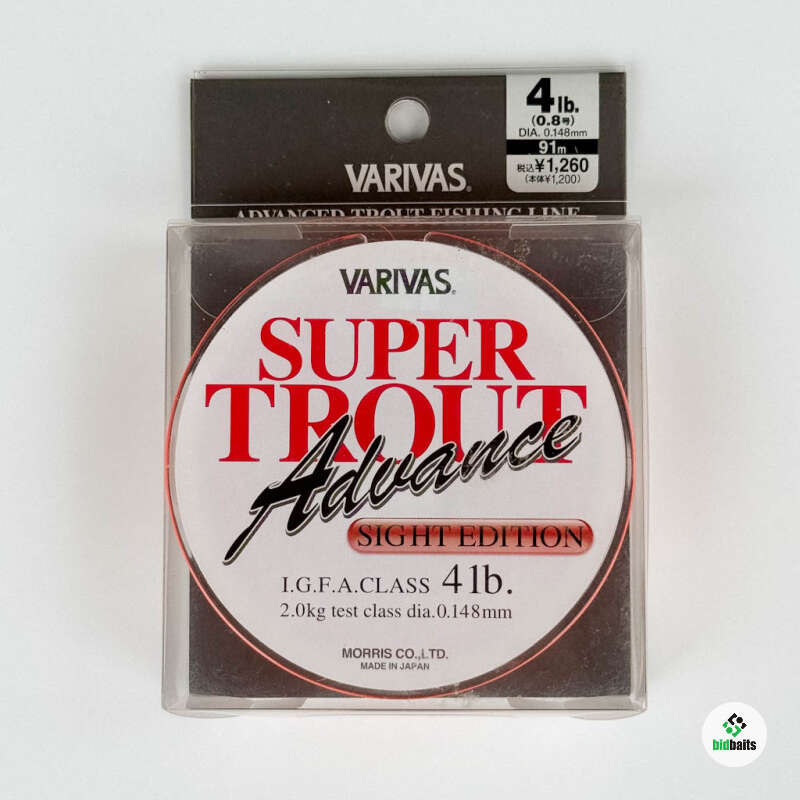 4lb.
(0.8号)
DIA. 0.148mm
91m
税込¥1,260
(本体¥1,200)
VARIVAS®
ADVANCED TROUT FISHING LINE
VARIVAS®
SUPER
TROUT
Advance
SIGHT EDITION
I.G.F.A.CLASS 4lb.
2.0kg test class dia.0.148mm
MORRIS CO.,LTD.
MADE IN JAPAN
bidbaits